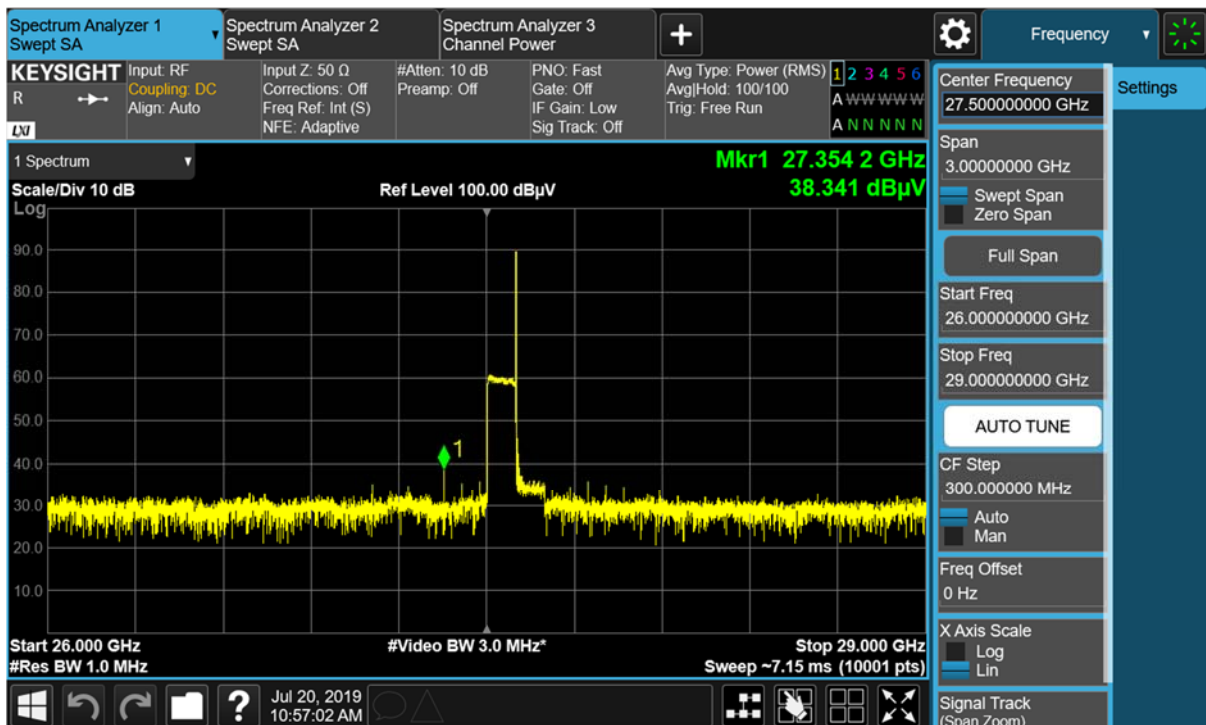 Spectrum Analyzer 1
Swept SA
Spectrum Analyzer 2
Swept SA
Spectrum Analyzer 3
Channel Power
+
Frequency
KEYSIGHT
R
LXI
Input: RF
Coupling: DC
Align: Auto
Input Z: 50 Ω
Corrections: Off
Freq Ref: Int (S)
NFE: Adaptive
#Atten: 10 dB
Preamp: Off
PNO: Fast
Gate: Off
IF Gain: Low
Sig Track: Off
Avg Type: Power (RMS)
Avg|Hold: 100/100
Trig: Free Run
1 2 3 4 5 6
A W W W W W
A N N N N N
1 Spectrum
Scale/Div 10 dB
Ref Level 100.00 dBµV
Mkr1 27.354 2 GHz
38.341 dBµV
Log
90.0
80.0
70.0
60.0
50.0
40.0
30.0
20.0
10.0
1
Start 26.000 GHz
#Res BW 1.0 MHz
#Video BW 3.0 MHz*
Stop 29.000 GHz
Sweep ~7.15 ms (10001 pts)
Center Frequency
27.500000000 GHz
Span
3.00000000 GHz
Swept Span
Zero Span
Full Span
Start Freq
26.000000000 GHz
Stop Freq
29.000000000 GHz
AUTO TUNE
CF Step
300.000000 MHz
Auto
Man
Freq Offset
0 Hz
X Axis Scale
Log
Lin
Signal Track
(Span Zoom)
Settings
?
Jul 20, 2019
10:57:02 AM